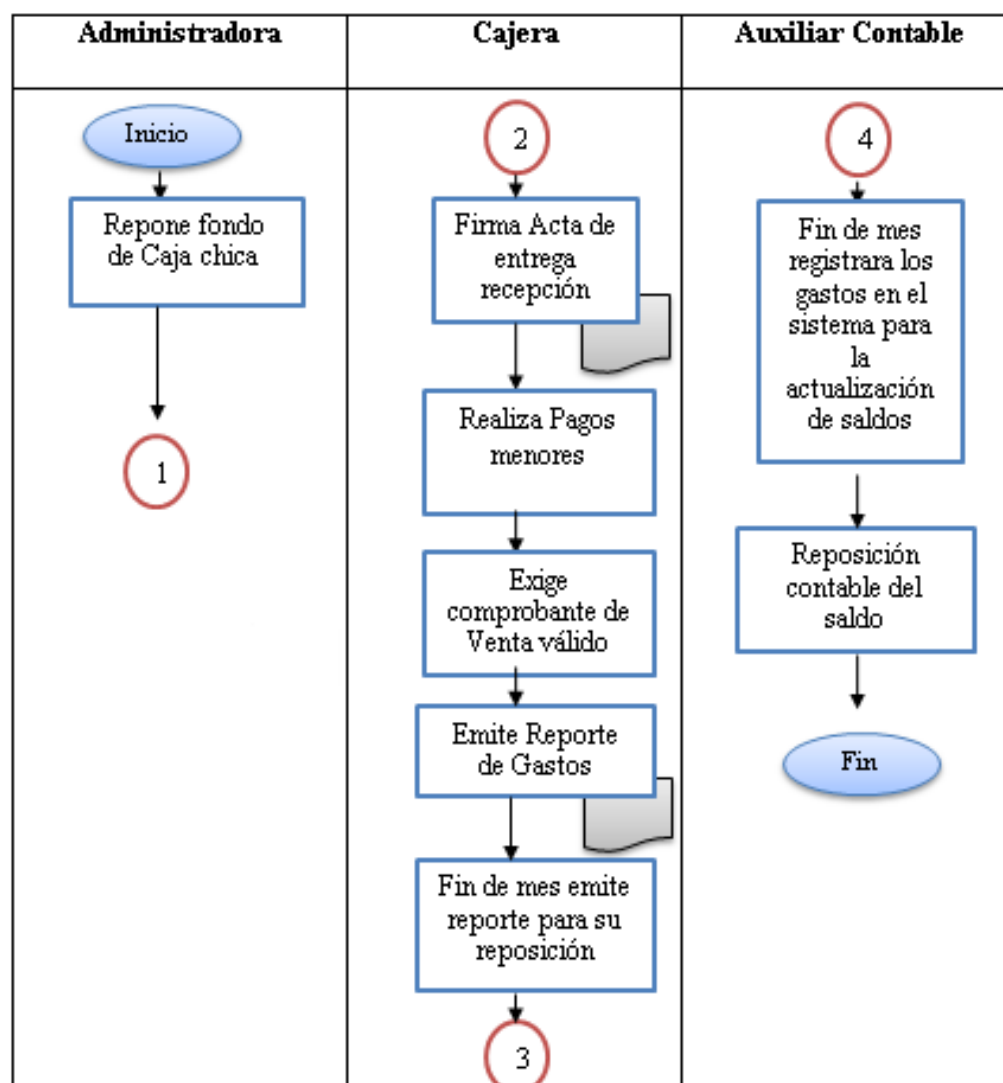 Administradora
Cajera
Auxiliar Contable
Inicio
Repone fondo
de Caja chica
1
2
Firma Acta de
entrega
recepción
Realiza Pagos
menores
Exige
comprobante de
Venta válido
Emite Reporte
de Gastos
Fin de mes emite
reporte para su
reposición
3
4
Fin de mes
registrara los
gastos en el
sistema para
la
actualización
de saldos
Reposición
contable del
saldo
Fin